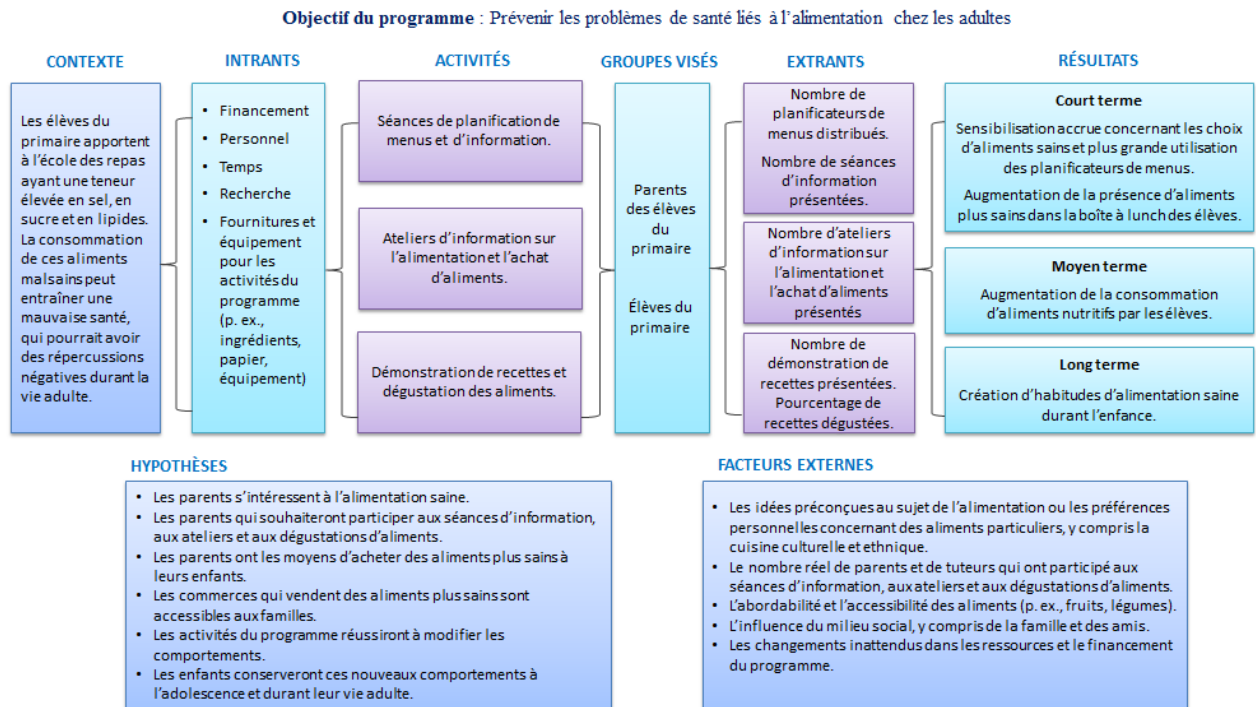 Objectif du programme : Prévenir les problèmes de santé liés à l'alimentation chez les adultes
CONTEXTE
Les élèves du
primaire apportent
à l'école des repas
ayant une teneur
élevée en sel, en
sucre et en lipides.
La consommation
de ces aliments
malsains peut
entraîner une
mauvaise santé,
qui pourrait avoir
des répercussions
négatives durant la
vie adulte.
INTRANTS
• Financement
• Personnel
• Temps
• Recherche
• Fournitures et
équipement
pour les
activités du
programme
(p. ex.,
ingrédients,
papier,
équipement)
ACTIVITÉS
Séances de planification de
menus et d'information.
Ateliers d'information sur
l'alimentation et l'achat
d'aliments.
Démonstration de recettes et
dégustation des aliments.
GROUPES VISÉS
Parents
des élèves
du
primaire
Élèves du
primaire
EXTRANTS
Nombre de
planificateurs de
menus distribués.
Nombre de séances
d'information
présentées.
Nombre d'ateliers
d'information sur
l'alimentation et
l'achat d'aliments
présentés
Nombre de
démonstration de
recettes présentées.
Pourcentage de
recettes dégustées.
RÉSULTATS
Court terme
Sensibilisation accrue concernant les choix
d'aliments sains et plus grande utilisation
des planificateurs de menus.
Augmentation de la présence d'aliments
plus sains dans la boîte à lunch des élèves.
Moyen terme
Augmentation de la consommation
d'aliments nutritifs par les élèves.
Long terme
Création d'habitudes d'alimentation saine
durant l'enfance.
HYPOTHÈSES
• Les parents s'intéressent à l'alimentation saine.
• Les parents qui souhaiteront participer aux séances d'information,
aux ateliers et aux dégustations d'aliments.
• Les parents ont les moyens d'acheter des aliments plus sains à
leurs enfants.
• Les commerces qui vendent des aliments plus sains sont
accessibles aux familles.
• Les activités du programme réussiront à modifier les
comportements.
• Les enfants conserveront ces nouveaux comportements à
l'adolescence et durant leur vie adulte.
FACTEURS EXTERNES
• Les idées préconçues au sujet de l'alimentation ou les préférences
personnelles concernant des aliments particuliers, y compris la
cuisine culturelle et ethnique.
• Le nombre réel de parents et de tuteurs qui ont participé aux
séances d'information, aux ateliers et aux dégustations d'aliments.
• L'abordabilité et l'accessibilité des aliments (p. ex., fruits, légumes).
• L'influence du milieu social, y compris de la famille et des amis.
• Les changements inattendus dans les ressources et le financement
du programme.